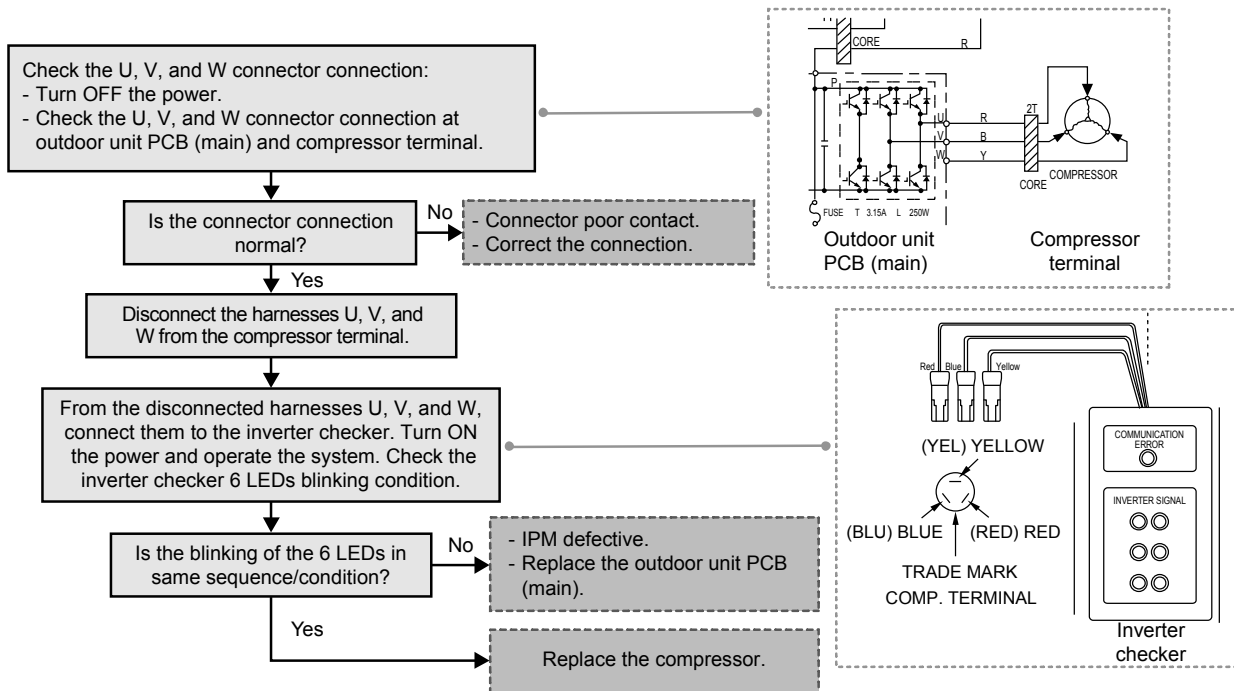 Check the U, V, and W connector connection:
- Turn OFF the power.
- Check the U, V, and W connector connection at
outdoor unit PCB (main) and compressor terminal.
Is the connector connection
normal?
No
- Connector poor contact.
- Correct the connection.
Yes
Disconnect the harnesses U, V, and
W from the compressor terminal.
From the disconnected harnesses U, V, and W,
connect them to the inverter checker. Turn ON
the power and operate the system. Check the
inverter checker 6 LEDs blinking condition.
Is the blinking of the 6 LEDs in
same sequence/condition?
No
- IPM defective.
- Replace the outdoor unit PCB
(main).
Yes
Replace the compressor.
CORE
R
P
U
R
2T
V
B
W
Y
CORE
COMPRESSOR
FUSE T 3.15A L 250W
Outdoor unit
PCB (main)
Compressor
terminal
Red
Blue
Yellow
(YEL) YELLOW
(BLU) BLUE
(RED) RED
TRADE MARK
COMP. TERMINAL
COMMUNICATION
ERROR
INVERTER SIGNAL
Inverter
checker